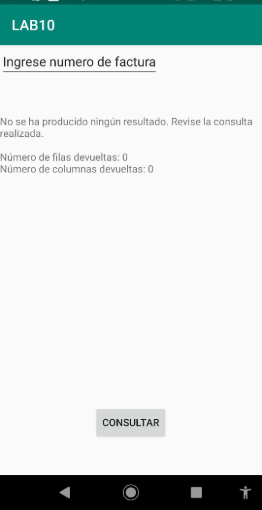 LAB10
Ingrese numero de factura
No se ha producido ningún resultado. Revise la consulta
realizada.
Número de filas devueltas: 0
Número de columnas devueltas: 0
CONSULTAR